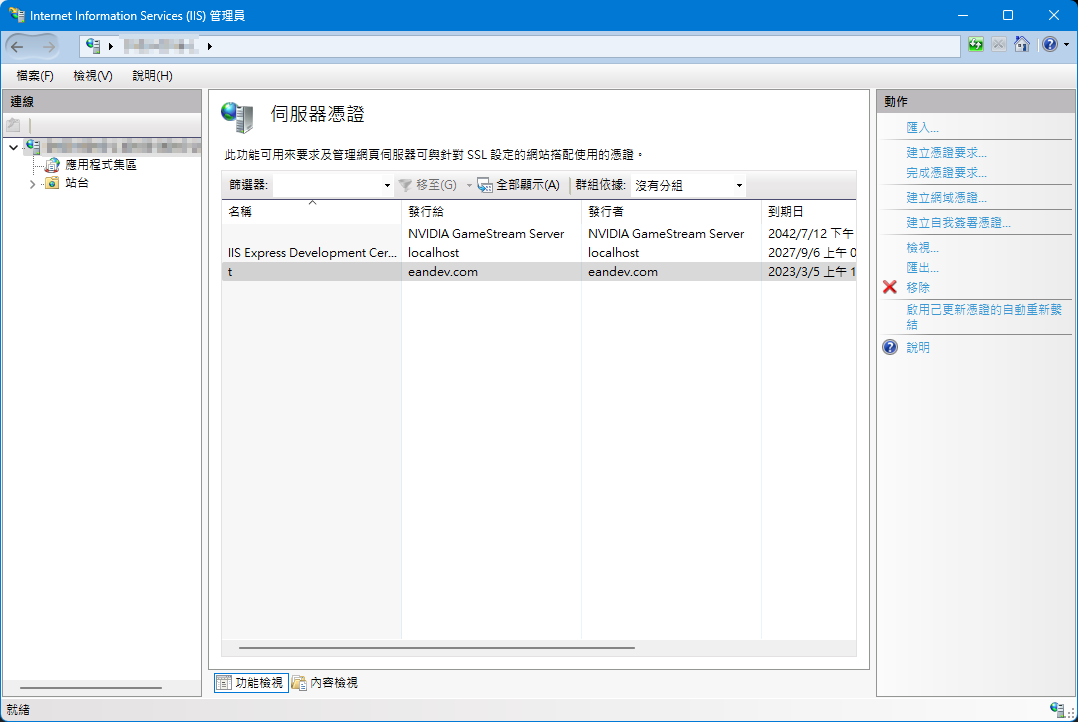 Internet Information Services (IIS) 管理員
檔案(F) 檢視(V) 說明(H)
連線
應用程式集區
站台
伺服器憑證
此功能可用來要求及管理網頁伺服器可與針對 SSL 設定的網站搭配使用的憑證。
篩選器: 移至(G) 全部顯示(A) 群組依據: 沒有分組
名稱 發行給 發行者 到期日
NVIDIA GameStream Server NVIDIA GameStream Server 2042/7/12 下午
IIS Express Development Cer... localhost localhost 2027/9/6 上午 0
t eandev.com eandev.com 2023/3/5 上午 1
功能檢視 內容檢視
動作
匯入...
建立憑證要求...
完成憑證要求...
建立網域憑證...
建立自我簽署憑證...
檢視...
匯出...
移除
啟用已更新憑證的自動重新繫
結
說明
就緒